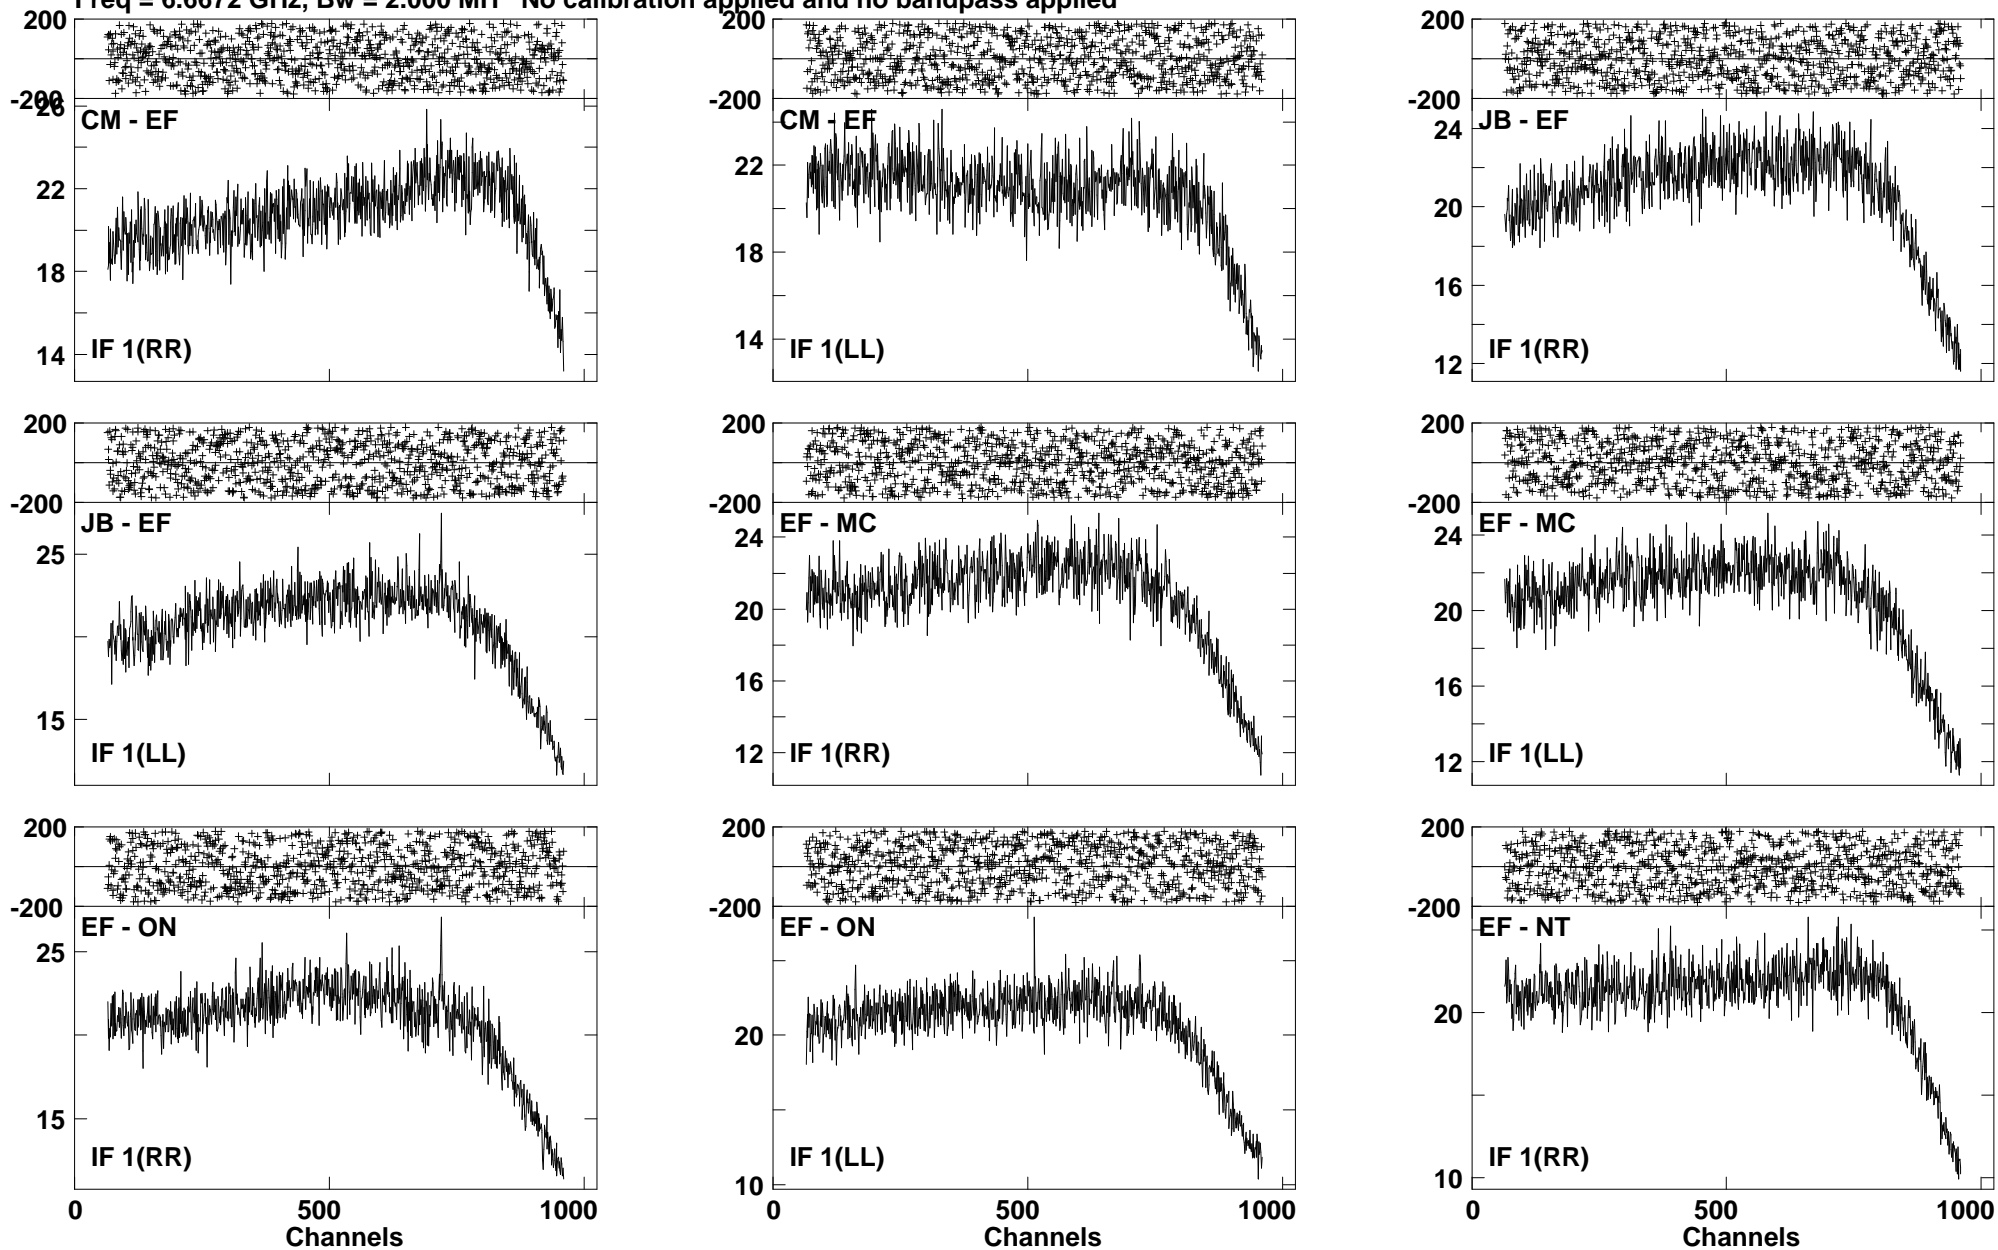 Freq = 6.6672 GHz, Bw = 2.000 MH No calibration applied and no bandpass applied
200
-200
26
22
18
14
CM - EF
IF 1(RR)
200
-200
22
18
14
CM - EF
IF 1(LL)
200
-200
24
20
16
12
JB - EF
IF 1(RR)
200
-200
25
15
JB - EF
IF 1(LL)
200
-200
24
20
16
12
EF - MC
IF 1(RR)
200
-200
24
20
16
12
EF - MC
IF 1(LL)
200
-200
25
15
EF - ON
IF 1(RR)
0 500 1000
Channels
200
-200
20
10
EF - ON
IF 1(LL)
0 500 1000
Channels
200
-200
20
10
EF - NT
IF 1(RR)
0 500 1000
Channels